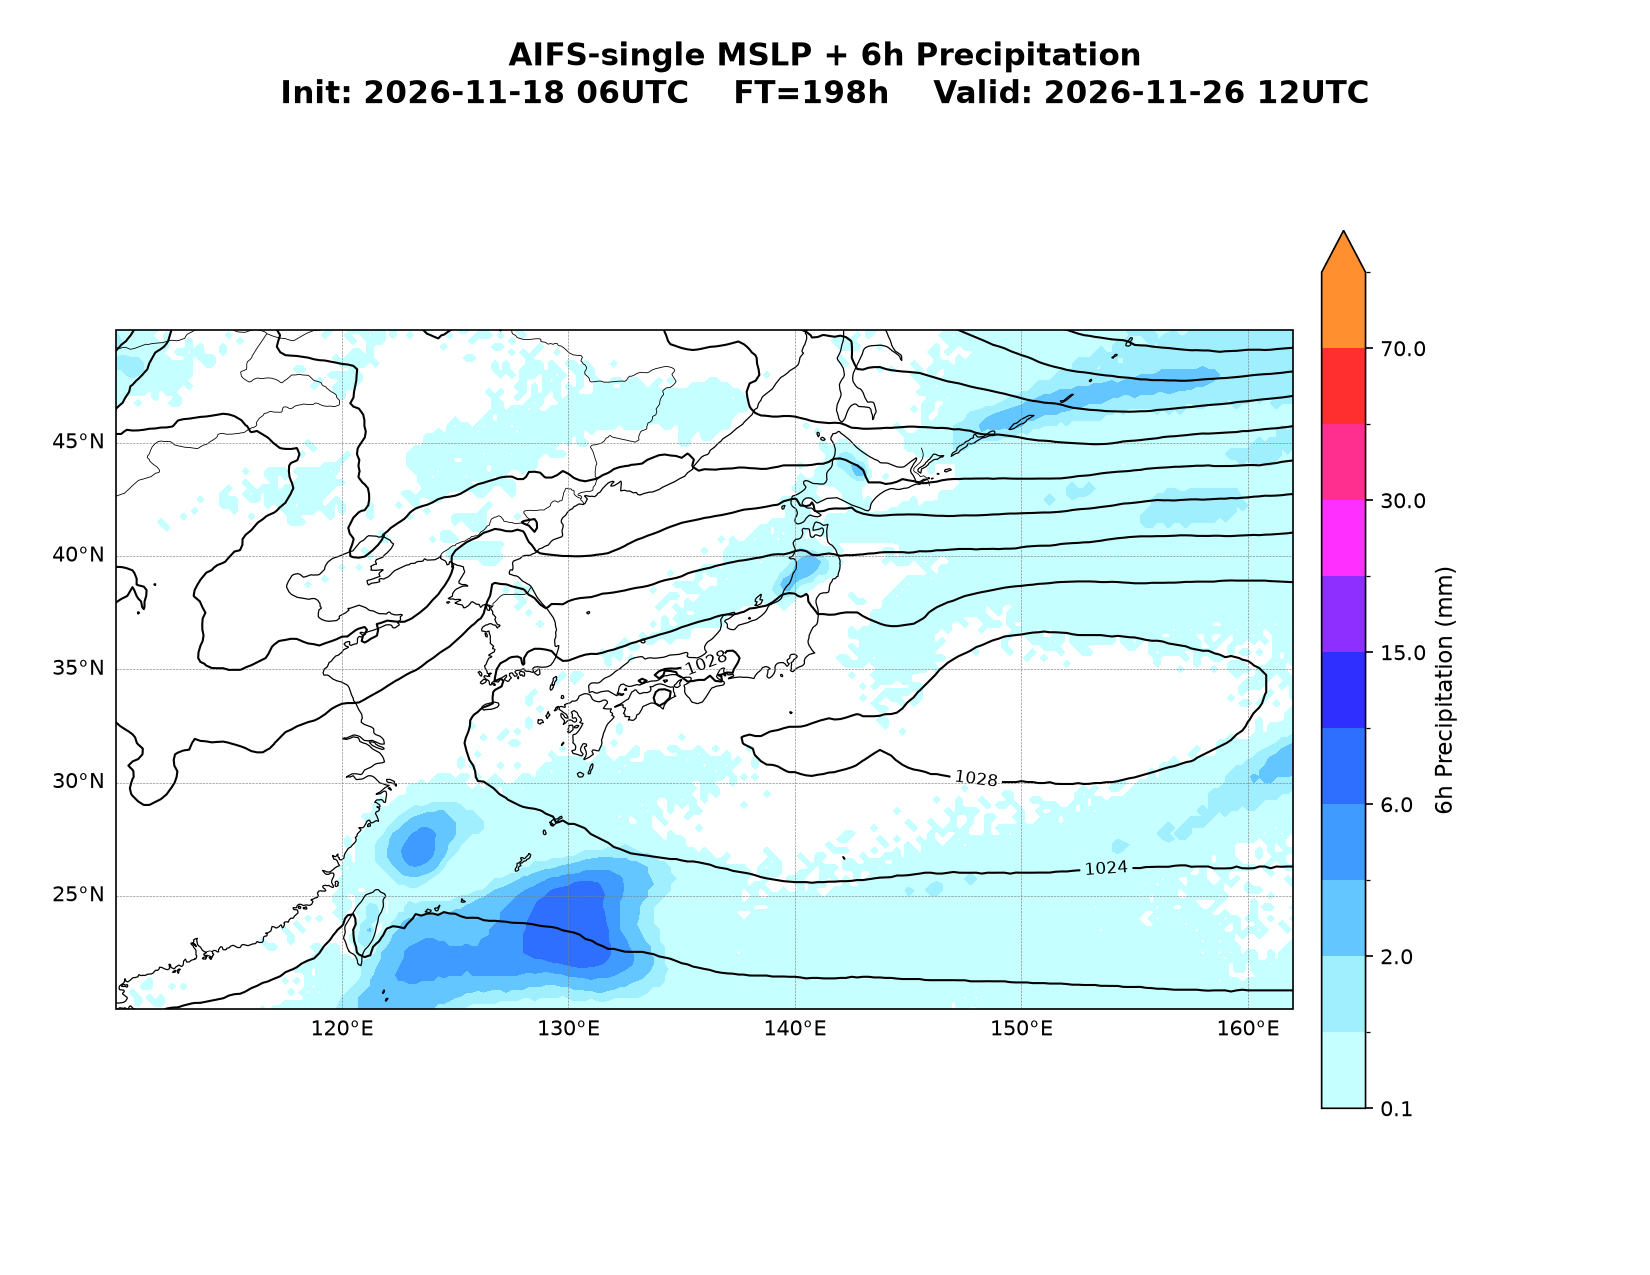 AIFS-single MSLP + 6h Precipitation
Init: 2026-11-18 06UTC    FT=198h    Valid: 2026-11-26 12UTC
70.0
45°N
30.0
40°N
6h Precipitation (mm)
1028
35°N
15.0
1028
30°N
6.0
1024
25°N
2.0
120°E 130°E 140°E 150°E 160°E
0.1